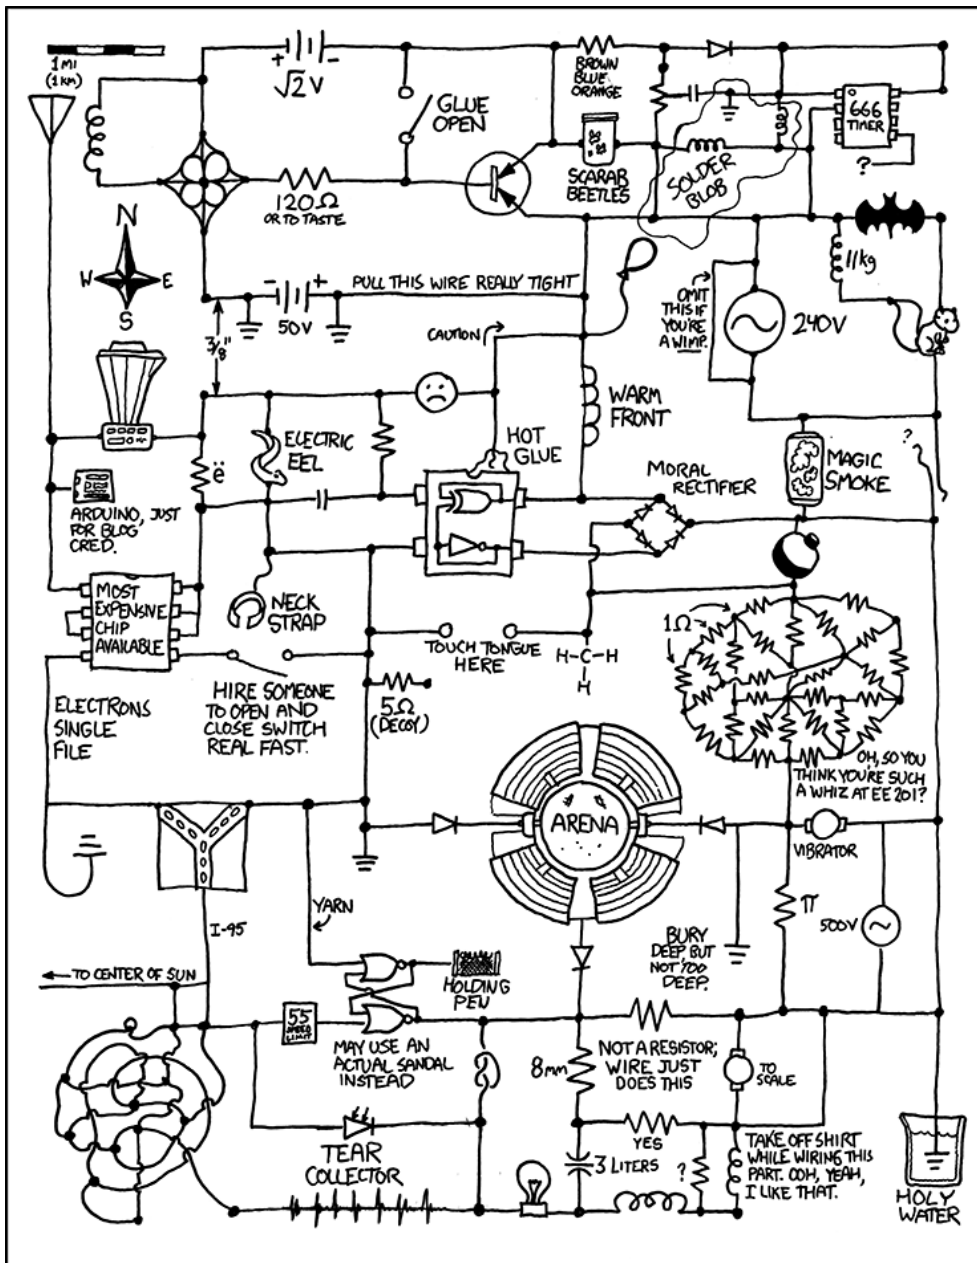 1 MI
(1 KM)
+ -
√2 V
GLUE
OPEN
BROWN
BLUE
ORANGE
666
TIMER
?
SCARAB
BEETLES
SOLDER
BLOB
120Ω
OR TO TASTE
N
W E
S
- +
50V
PULL THIS WIRE REALLY TIGHT
CAUTION
3/8"
OMIT
THIS IF
YOU'RE
A WIMP.
240V
11kg
WARM
FRONT
ELECTRIC
EEL
ë
HOT
GLUE
MORAL
RECTIFIER
MAGIC
SMOKE
?
ARDUINO, JUST
FOR BLOG
CRED.
MOST
EXPENSIVE
CHIP
AVAILABLE
NECK
STRAP
TOUCH TONGUE
HERE
H-C-H
H
1Ω
ELECTRONS
SINGLE
FILE
HIRE SOMEONE
TO OPEN AND
CLOSE SWITCH
REAL FAST.
5Ω
(DECOY)
OH, SO YOU
THINK YOU'RE SUCH
A WHIZ AT EE 201?
ARENA
VIBRATOR
I-95
YARN
π
500V
BURY
DEEP, BUT
NOT TOO
DEEP.
TO CENTER OF SUN
HOLDING
PEN
55
SPEED
LIMIT
MAY USE AN
ACTUAL SANDAL
INSTEAD
8mm
NOT A RESISTOR;
WIRE JUST
DOES THIS
TO
SCALE
TEAR
COLLECTOR
YES
3 LITERS
?
TAKE OFF SHIRT
WHILE WIRING THIS
PART. OOH, YEAH,
I LIKE THAT.
HOLY
WATER